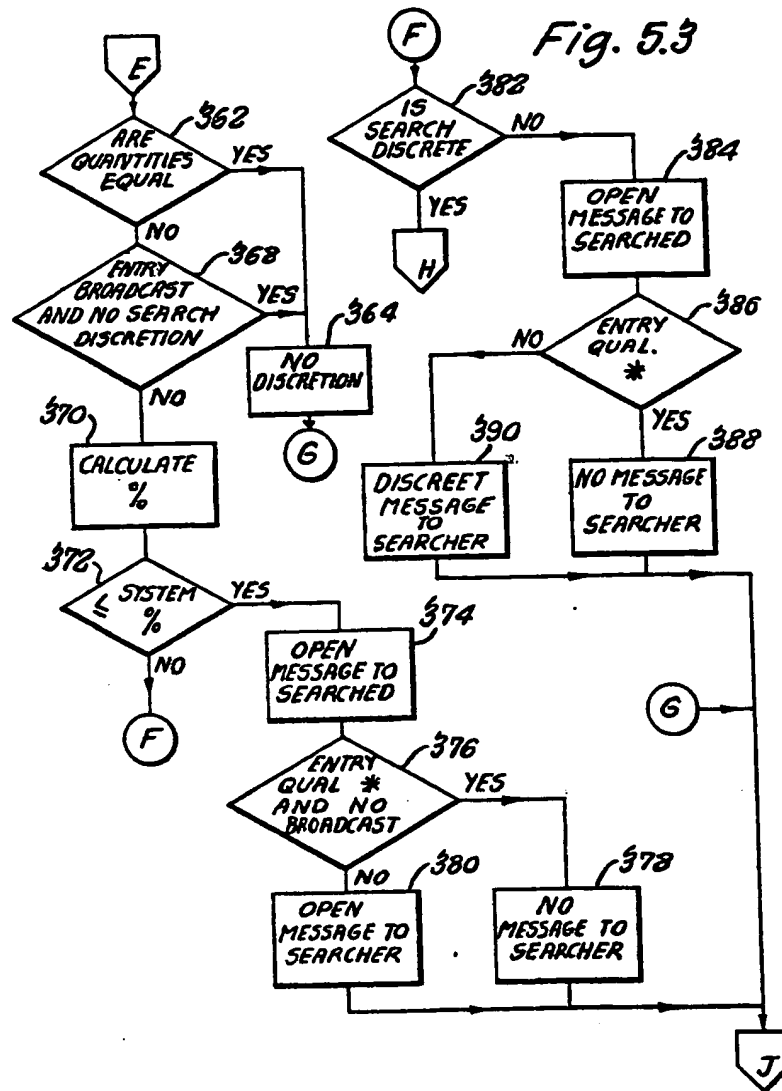 Fig. 5.3
E
362
ARE
QUANTITIES
EQUAL
YES
NO
368
ENTRY
BROADCAST
AND NO SEARCH
DISCRETION
YES
NO
364
NO
DISCRETION
G
370
CALCULATE
%
372
≤ SYSTEM
%
YES
NO
F
374
OPEN
MESSAGE TO
SEARCHED
376
ENTRY
QUAL *
AND NO
BROADCAST
YES
NO
380
OPEN
MESSAGE TO
SEARCHER
378
NO
MESSAGE TO
SEARCHER
F
382
IS
SEARCH
DISCRETE
NO
YES
H
384
OPEN
MESSAGE TO
SEARCHED
386
ENTRY
QUAL.
*
NO
YES
390
DISCREET
MESSAGE
TO
SEARCHER
388
NO MESSAGE
TO
SEARCHER
G
J